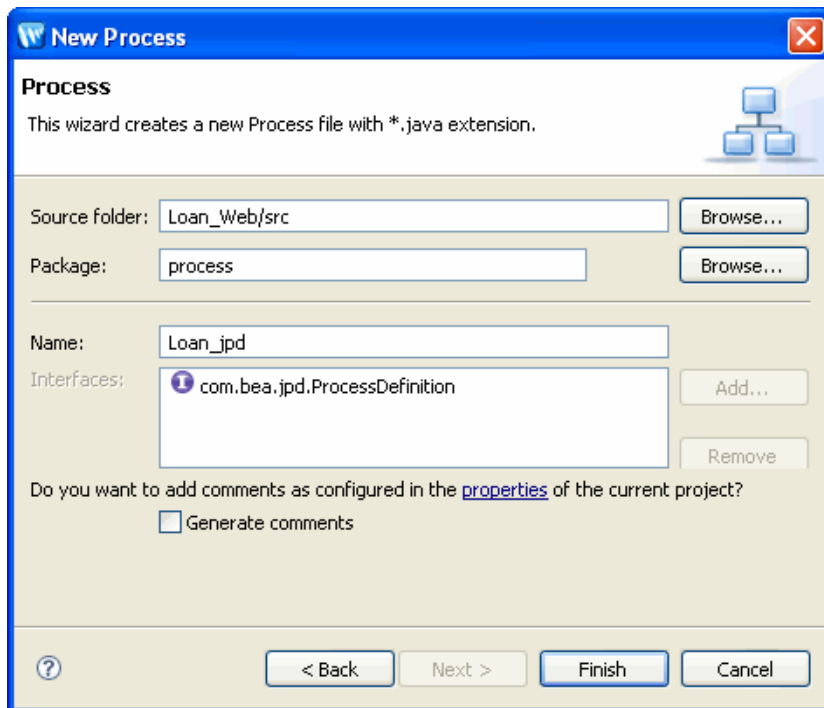 New Process
Process
This wizard creates a new Process file with *.java extension.
Source folder: Loan_Web/src Browse...
Package: process Browse...
Name: Loan_jpd
Interfaces: I com.bea.jpd.ProcessDefinition Add...
Remove
Do you want to add comments as configured in the properties of the current project?
Generate comments
? < Back Next > Finish Cancel